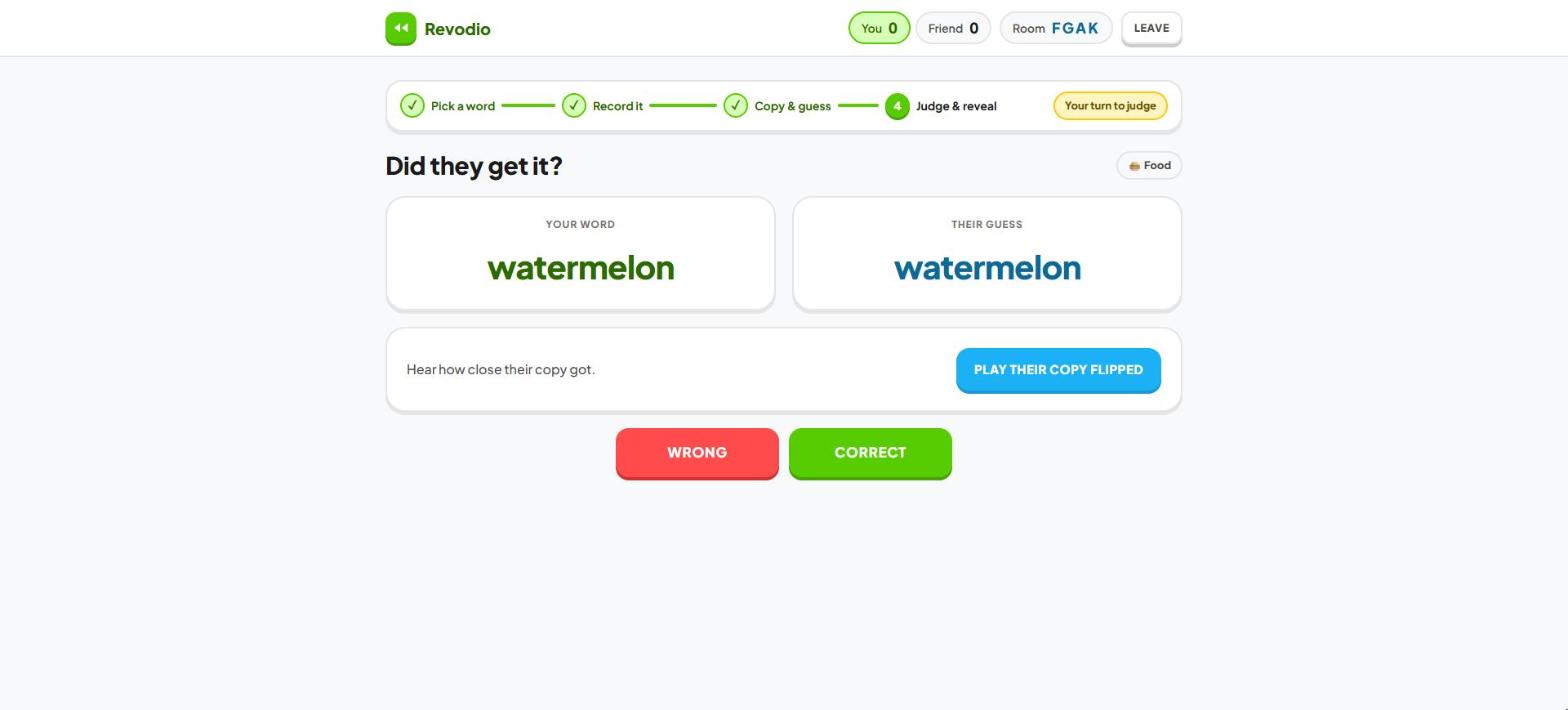 Revodio
You 0
Friend 0
Room FGAK
LEAVE
✓ Pick a word
✓ Record it
✓ Copy & guess
4 Judge & reveal
Your turn to judge
Did they get it?
🍔 Food
YOUR WORD
watermelon
THEIR GUESS
watermelon
Hear how close their copy got.
PLAY THEIR COPY FLIPPED
WRONG
CORRECT